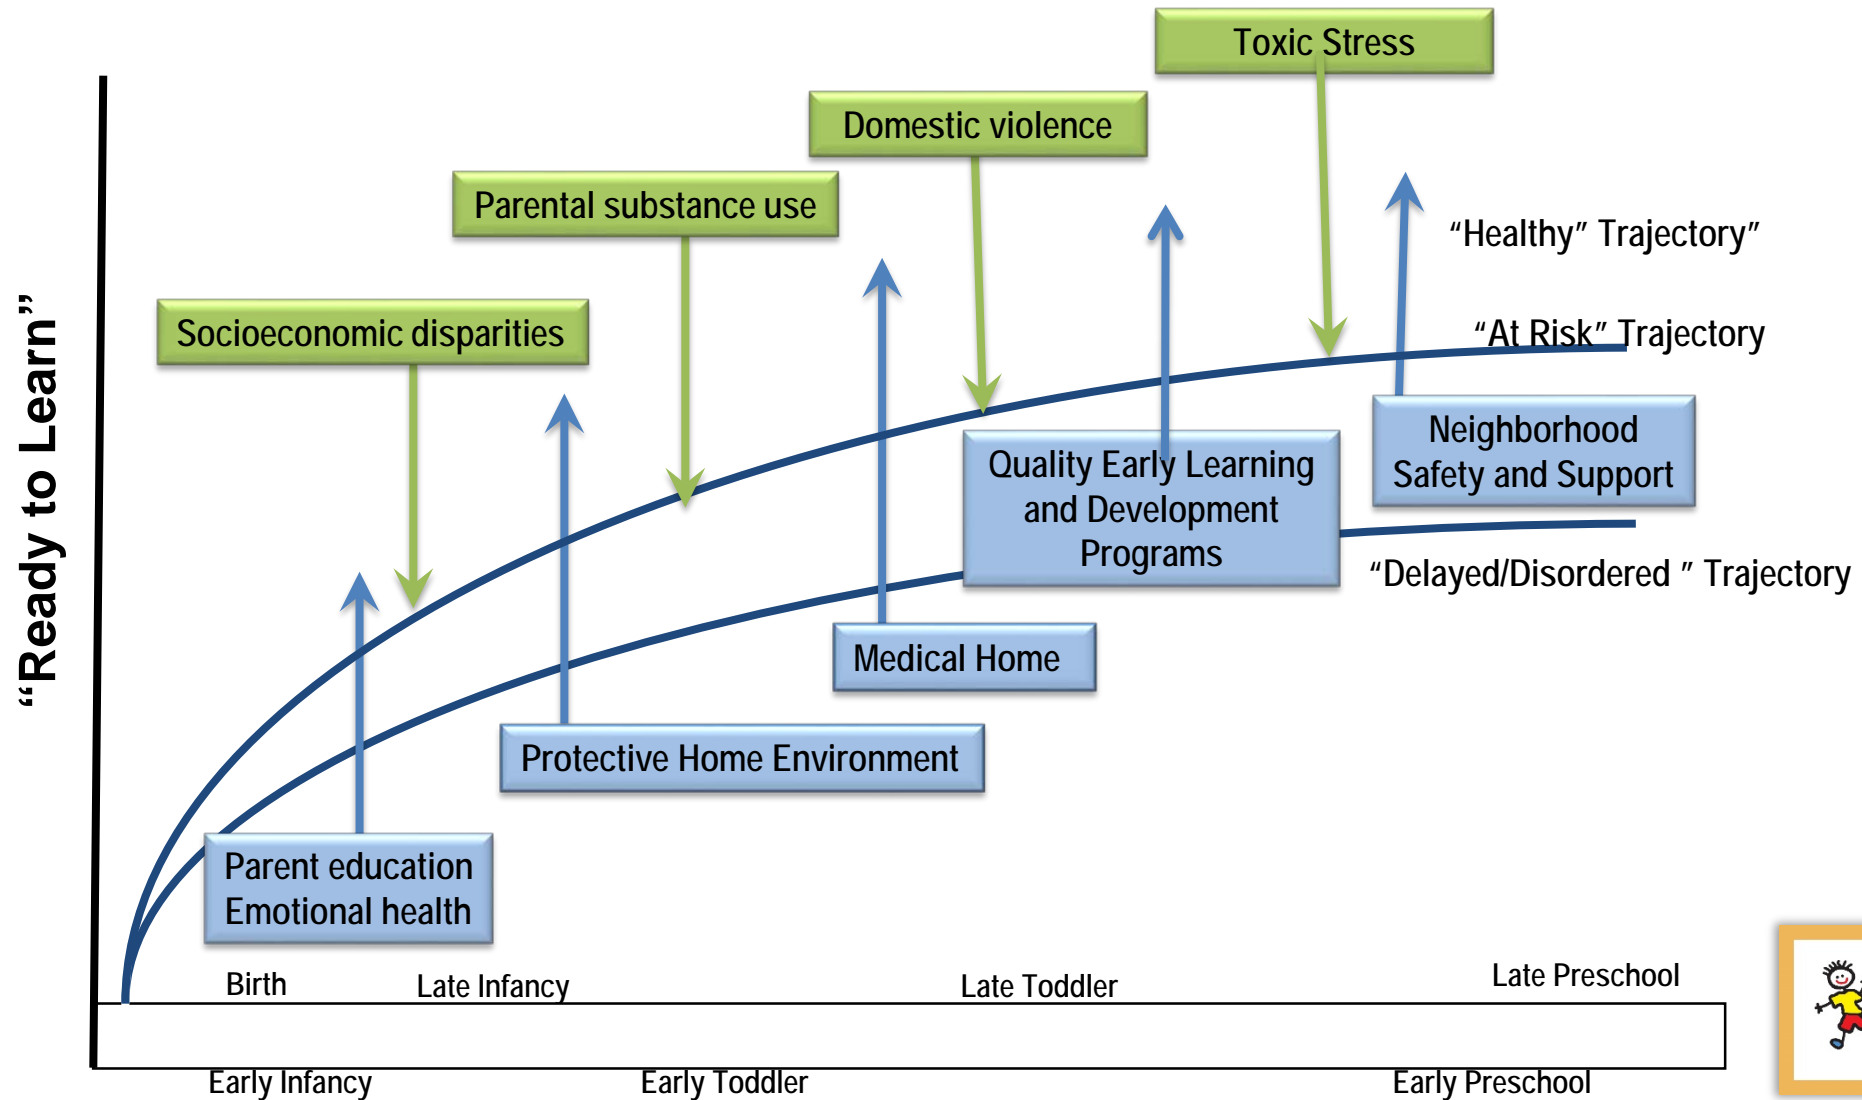 Toxic Stress
Domestic violence
Parental substance use
“Healthy” Trajectory”
Socioeconomic disparities
“At Risk” Trajectory
“Ready to Learn”
Neighborhood
Safety and Support
Quality Early Learning
and Development
Programs
“Delayed/Disordered ” Trajectory
Medical Home
Protective Home Environment
Parent education
Emotional health
Birth
Late Infancy
Late Toddler
Late Preschool
Early Infancy
Early Toddler
Early Preschool